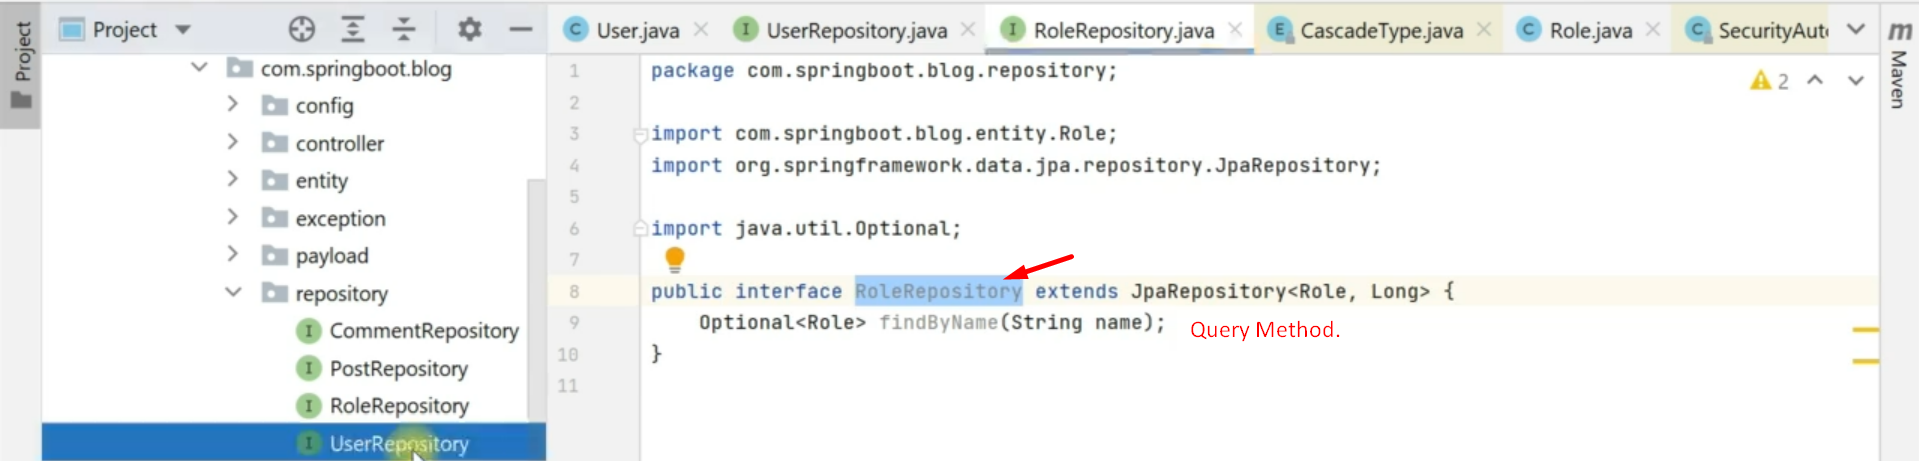 Project
Project
User.java
UserRepository.java
RoleRepository.java
CascadeType.java
Role.java
SecurityAut
Maven
com.springboot.blog
config
controller
entity
exception
payload
repository
CommentRepository
PostRepository
RoleRepository
UserRepository
2
1 package com.springboot.blog.repository;
2
3 import com.springboot.blog.entity.Role;
4 import org.springframework.data.jpa.repository.JpaRepository;
5
6 import java.util.Optional;
7
8 public interface RoleRepository extends JpaRepository<Role, Long> {
9 Optional<Role> findByName(String name); Query Method.
10 }
11